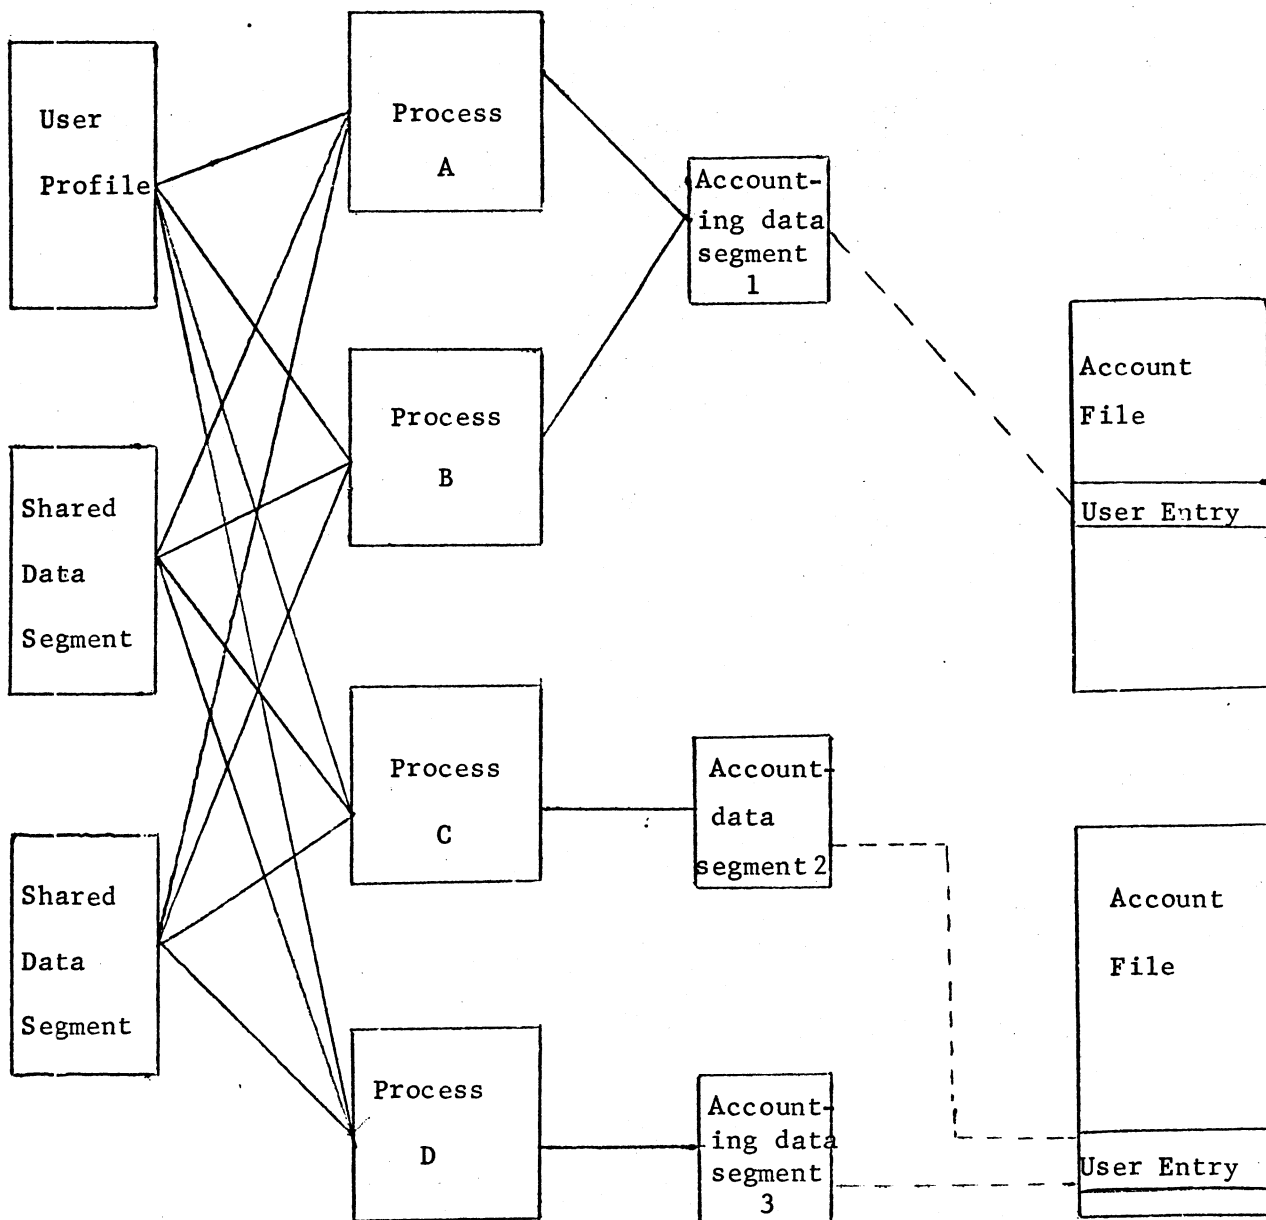 User
Profile
Process
A
Account-
ing data
segment
1
Process
B
Account
File
User Entry
Shared
Data
Segment
Process
C
Account-
data
segment 2
Shared
Data
Segment
Account
File
User Entry
Process
D
Account-
ing data
segment
3